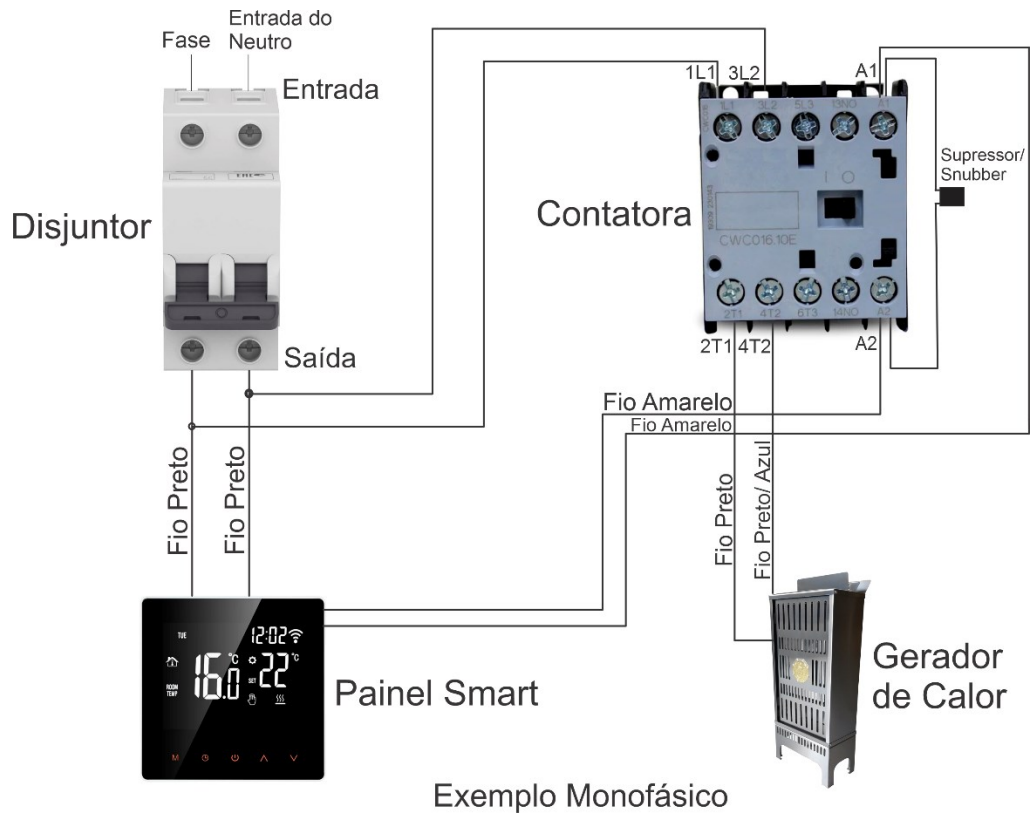 Fase
Entrada do
Neutro
Entrada
Disjuntor
Saída
1L1 3L2 A1
1L1 3L2 5L3 13NO A1
I O
CWC016.10E
2T1 4T2 6T3 14NO A2
2T1 4T2 A2
Contatora
Supressor/
Snubber
Fio Amarelo
Fio Amarelo
Fio Preto
Fio Preto
Fio Preto
Fio Preto/ Azul
TUE
12:02
ROOM
TEMP
16.0 °C
SET
22 °C
M
Painel Smart
Gerador
de Calor
Exemplo Monofásico